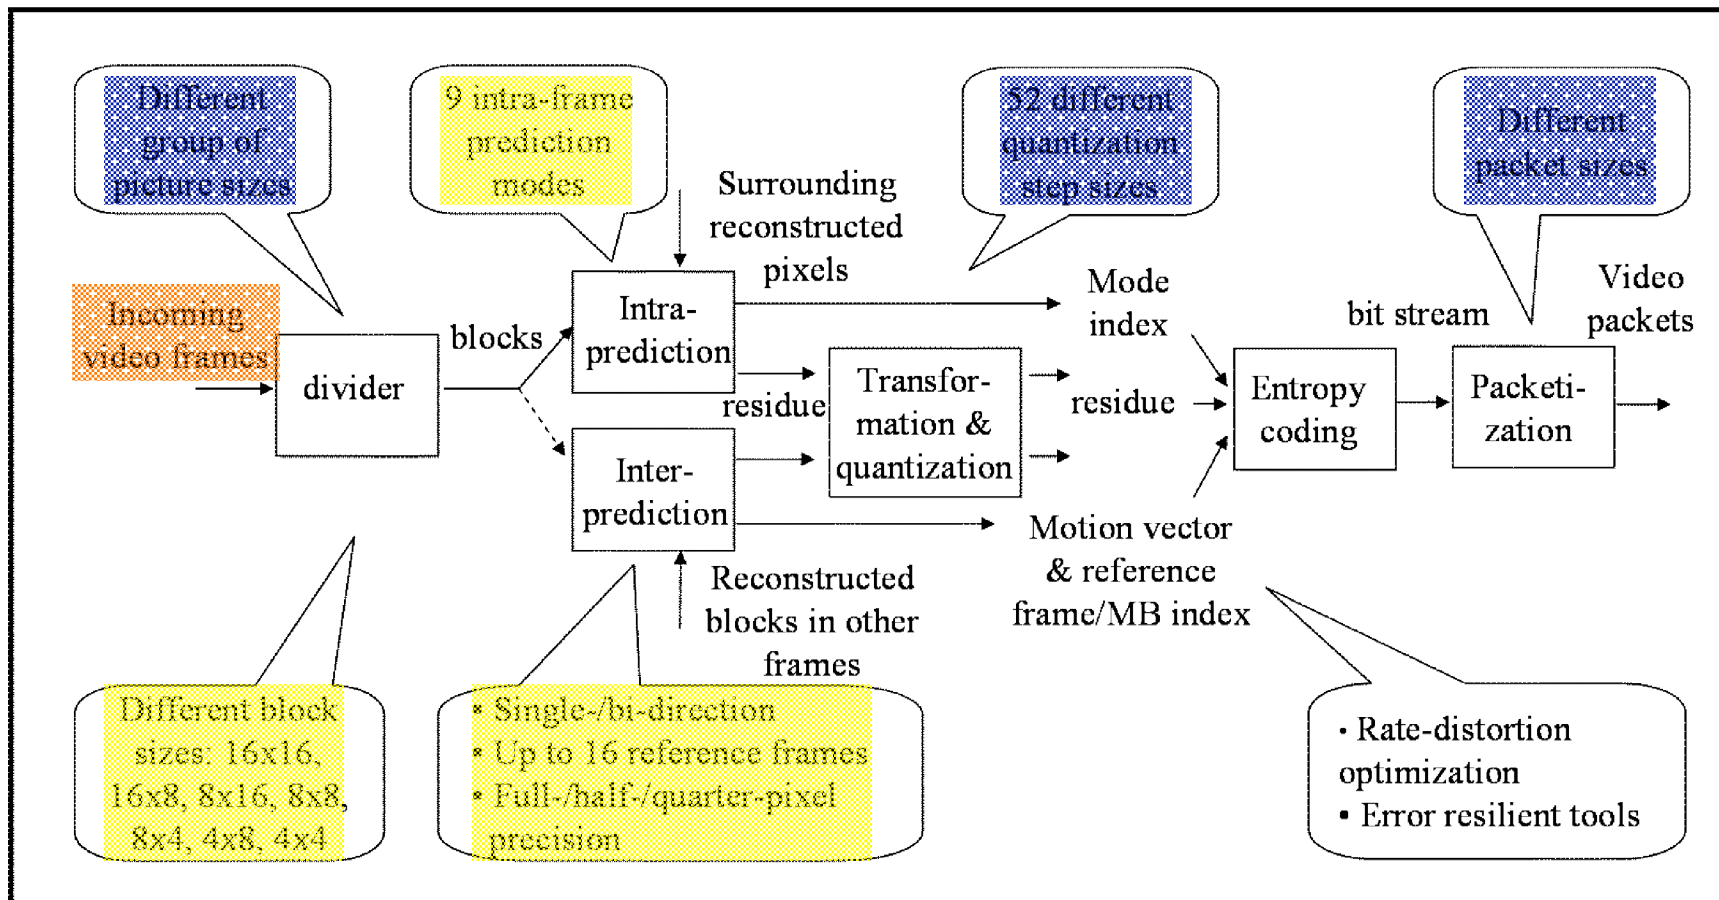 Different
group of
picture sizes
9 intra-frame
prediction
modes
52 different
quantization
step sizes
Different
packet sizes
Surrounding
reconstructed
pixels
Incoming
video frames
divider
blocks
Intra-
prediction
Inter-
prediction
residue
Transfor-
mation &
quantization
Mode
index
residue
Motion vector
& reference
frame/MB index
Entropy
coding
bit stream
Packeti-
zation
Video
packets
Reconstructed
blocks in other
frames
Different block
sizes: 16x16,
16x8, 8x16, 8x8,
8x4, 4x8, 4x4
• Single-/bi-direction
• Up to 16 reference frames
• Full-/half-/quarter-pixel
precision
• Rate-distortion
optimization
• Error resilient tools